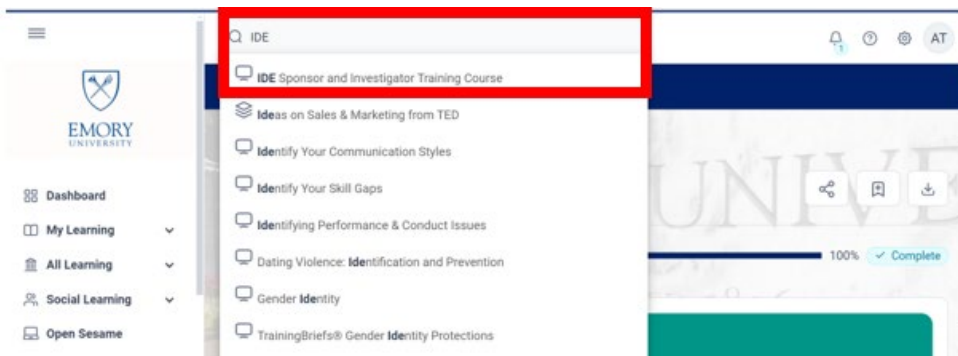 IDE
AT
IDE Sponsor and Investigator Training Course
Ideas on Sales & Marketing from TED
Identify Your Communication Styles
Identify Your Skill Gaps
Identifying Performance & Conduct Issues
Dating Violence: Identification and Prevention
Gender Identity
TrainingBriefs® Gender Identity Protections
EMORY
UNIVERSITY
Dashboard
My Learning
All Learning
Social Learning
Open Sesame
1
UNIVE
100% Complete